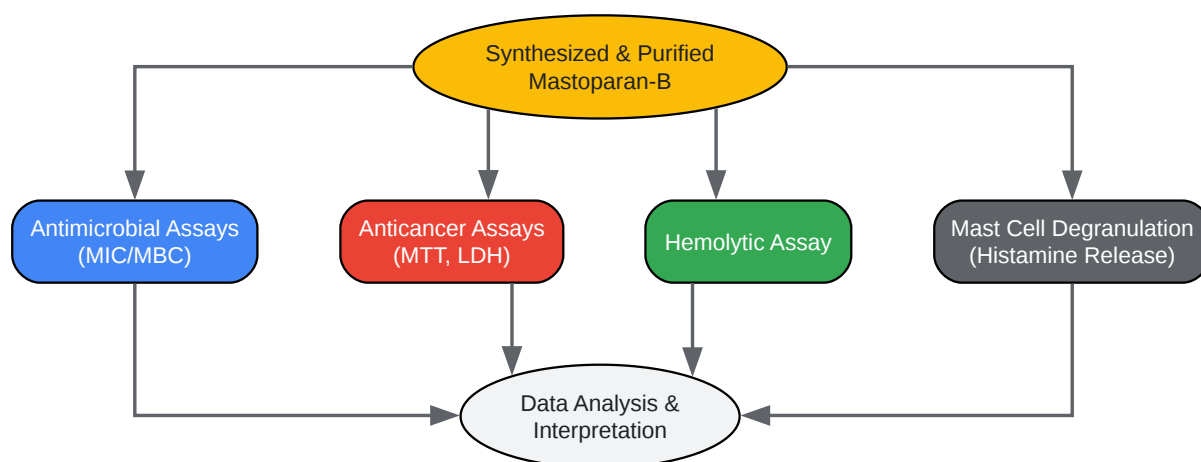 Synthesized & Purified
Mastoparan-B
Antimicrobial Assays
(MIC/MBC)
Anticancer Assays
(MTT, LDH)
Hemolytic Assay
Mast Cell Degranulation
(Histamine Release)
Data Analysis &
Interpretation